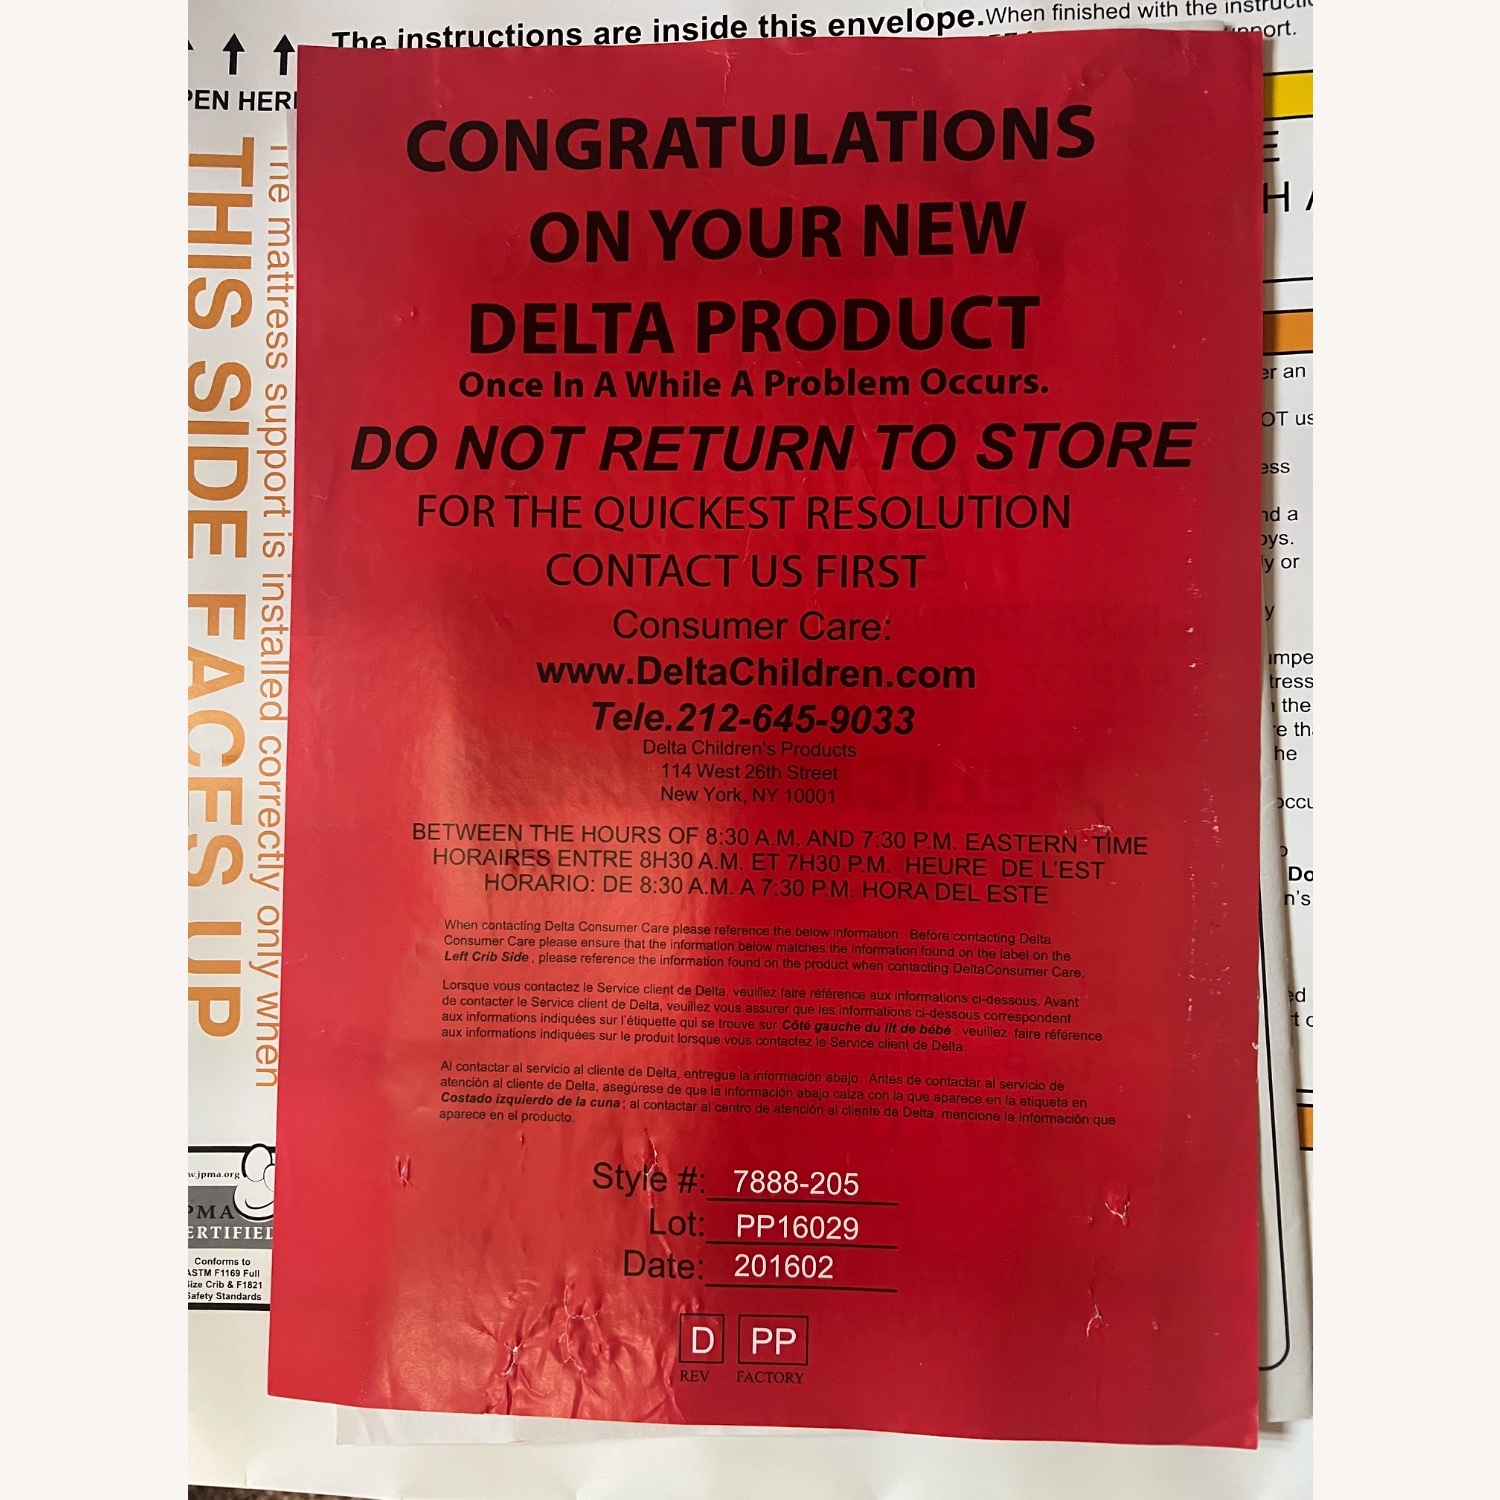 The instructions are inside this envelope. When finished with the
OPEN HERE
THIS SIDE FACES UP
The mattress support is installed correctly only when
CONGRATULATIONS
ON YOUR NEW
DELTA PRODUCT
Once In A While A Problem Occurs.
DO NOT RETURN TO STORE
FOR THE QUICKEST RESOLUTION
CONTACT US FIRST
Consumer Care:
www.DeltaChildren.com
Tele.212-645-9033
Delta Children's Products
114 West 26th Street
New York, NY 10001
BETWEEN THE HOURS OF 8:30 A.M. AND 7:30 P.M. EASTERN TIME
HORAIRES ENTRE 8H30 A.M. ET 7H30 P.M. HEURE DE L'EST
HORARIO: DE 8:30 A.M. A 7:30 P.M. HORA DEL ESTE
When contacting Delta Consumer Care please reference the below information. Before contacting Delta
Consumer Care please ensure that the information below matches the information found on the label on the
Left Crib Side , please reference the information found on the product when contacting DeltaConsumer Care.
Lorsque vous contactez le Service client de Delta, veuillez faire référence aux informations ci-dessous. Avant
de contacter le Service client de Delta, veuillez vous assurer que les informations ci-dessous correspondent
aux informations indiquées sur l'étiquette qui se trouve sur Côté gauche du lit de bébé ; veuillez faire référence
aux informations indiquées sur le produit lorsque vous contactez le Service client de Delta.
Al contactar al servicio al cliente de Delta, entregue la información abajo. Antes de contactar al servicio de
atención al cliente de Delta, asegúrese de que la información abajo calza con la que aparece en la etiqueta en
Costado izquierdo de la cuna ; al contactar al centro de atención al cliente de Delta, mencione la información que
aparece en el producto.
Style #: 7888-205
Lot: PP16029
Date: 201602
D PP
REV FACTORY
w.jpma.org
PMA
CERTIFIED
Conforms to
ASTM F1169 Full
Size Crib & F1821
Safety Standards